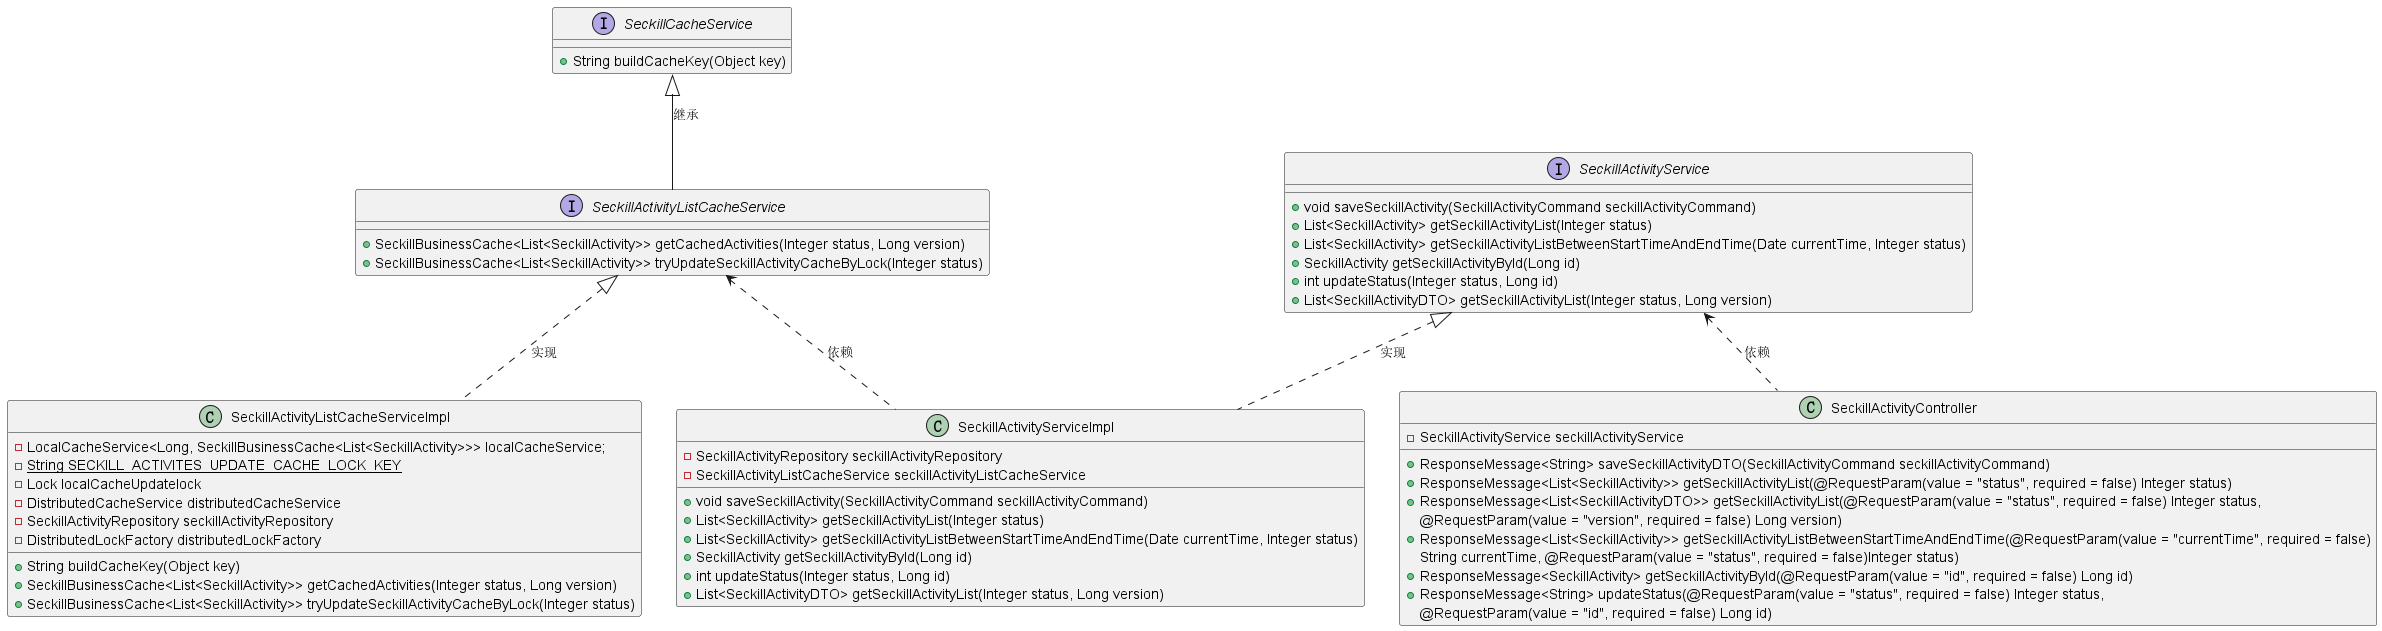 I SeckillCacheService
String buildCacheKey(Object key)
继承
I SeckillActivityListCacheService
SeckillBusinessCache<List<SeckillActivity>> getCachedActivities(Integer status, Long version)
SeckillBusinessCache<List<SeckillActivity>> tryUpdateSeckillActivityCacheByLock(Integer status)
I SeckillActivityService
void saveSeckillActivity(SeckillActivityCommand seckillActivityCommand)
List<SeckillActivity> getSeckillActivityList(Integer status)
List<SeckillActivity> getSeckillActivityListBetweenStartTimeAndEndTime(Date currentTime, Integer status)
SeckillActivity getSeckillActivityById(Long id)
int updateStatus(Integer status, Long id)
List<SeckillActivityDTO> getSeckillActivityList(Integer status, Long version)
实现
依赖
实现
依赖
C SeckillActivityListCacheServiceImpl
LocalCacheService<Long, SeckillBusinessCache<List<SeckillActivity>>> localCacheService;
String SECKILL_ACTIVITES_UPDATE_CACHE_LOCK_KEY
Lock localCacheUpdatelock
DistributedCacheService distributedCacheService
SeckillActivityRepository seckillActivityRepository
DistributedLockFactory distributedLockFactory
String buildCacheKey(Object key)
SeckillBusinessCache<List<SeckillActivity>> getCachedActivities(Integer status, Long version)
SeckillBusinessCache<List<SeckillActivity>> tryUpdateSeckillActivityCacheByLock(Integer status)
C SeckillActivityServiceImpl
SeckillActivityRepository seckillActivityRepository
SeckillActivityListCacheService seckillActivityListCacheService
void saveSeckillActivity(SeckillActivityCommand seckillActivityCommand)
List<SeckillActivity> getSeckillActivityList(Integer status)
List<SeckillActivity> getSeckillActivityListBetweenStartTimeAndEndTime(Date currentTime, Integer status)
SeckillActivity getSeckillActivityById(Long id)
int updateStatus(Integer status, Long id)
List<SeckillActivityDTO> getSeckillActivityList(Integer status, Long version)
C SeckillActivityController
SeckillActivityService seckillActivityService
ResponseMessage<String> saveSeckillActivityDTO(SeckillActivityCommand seckillActivityCommand)
ResponseMessage<List<SeckillActivity>> getSeckillActivityList(@RequestParam(value = "status", required = false) Integer status)
ResponseMessage<List<SeckillActivityDTO>> getSeckillActivityList(@RequestParam(value = "status", required = false) Integer status,
@RequestParam(value = "version", required = false) Long version)
ResponseMessage<List<SeckillActivity>> getSeckillActivityListBetweenStartTimeAndEndTime(@RequestParam(value = "currentTime", required = false)
String currentTime, @RequestParam(value = "status", required = false)Integer status)
ResponseMessage<SeckillActivity> getSeckillActivityById(@RequestParam(value = "id", required = false) Long id)
ResponseMessage<String> updateStatus(@RequestParam(value = "status", required = false) Integer status,
@RequestParam(value = "id", required = false) Long id)